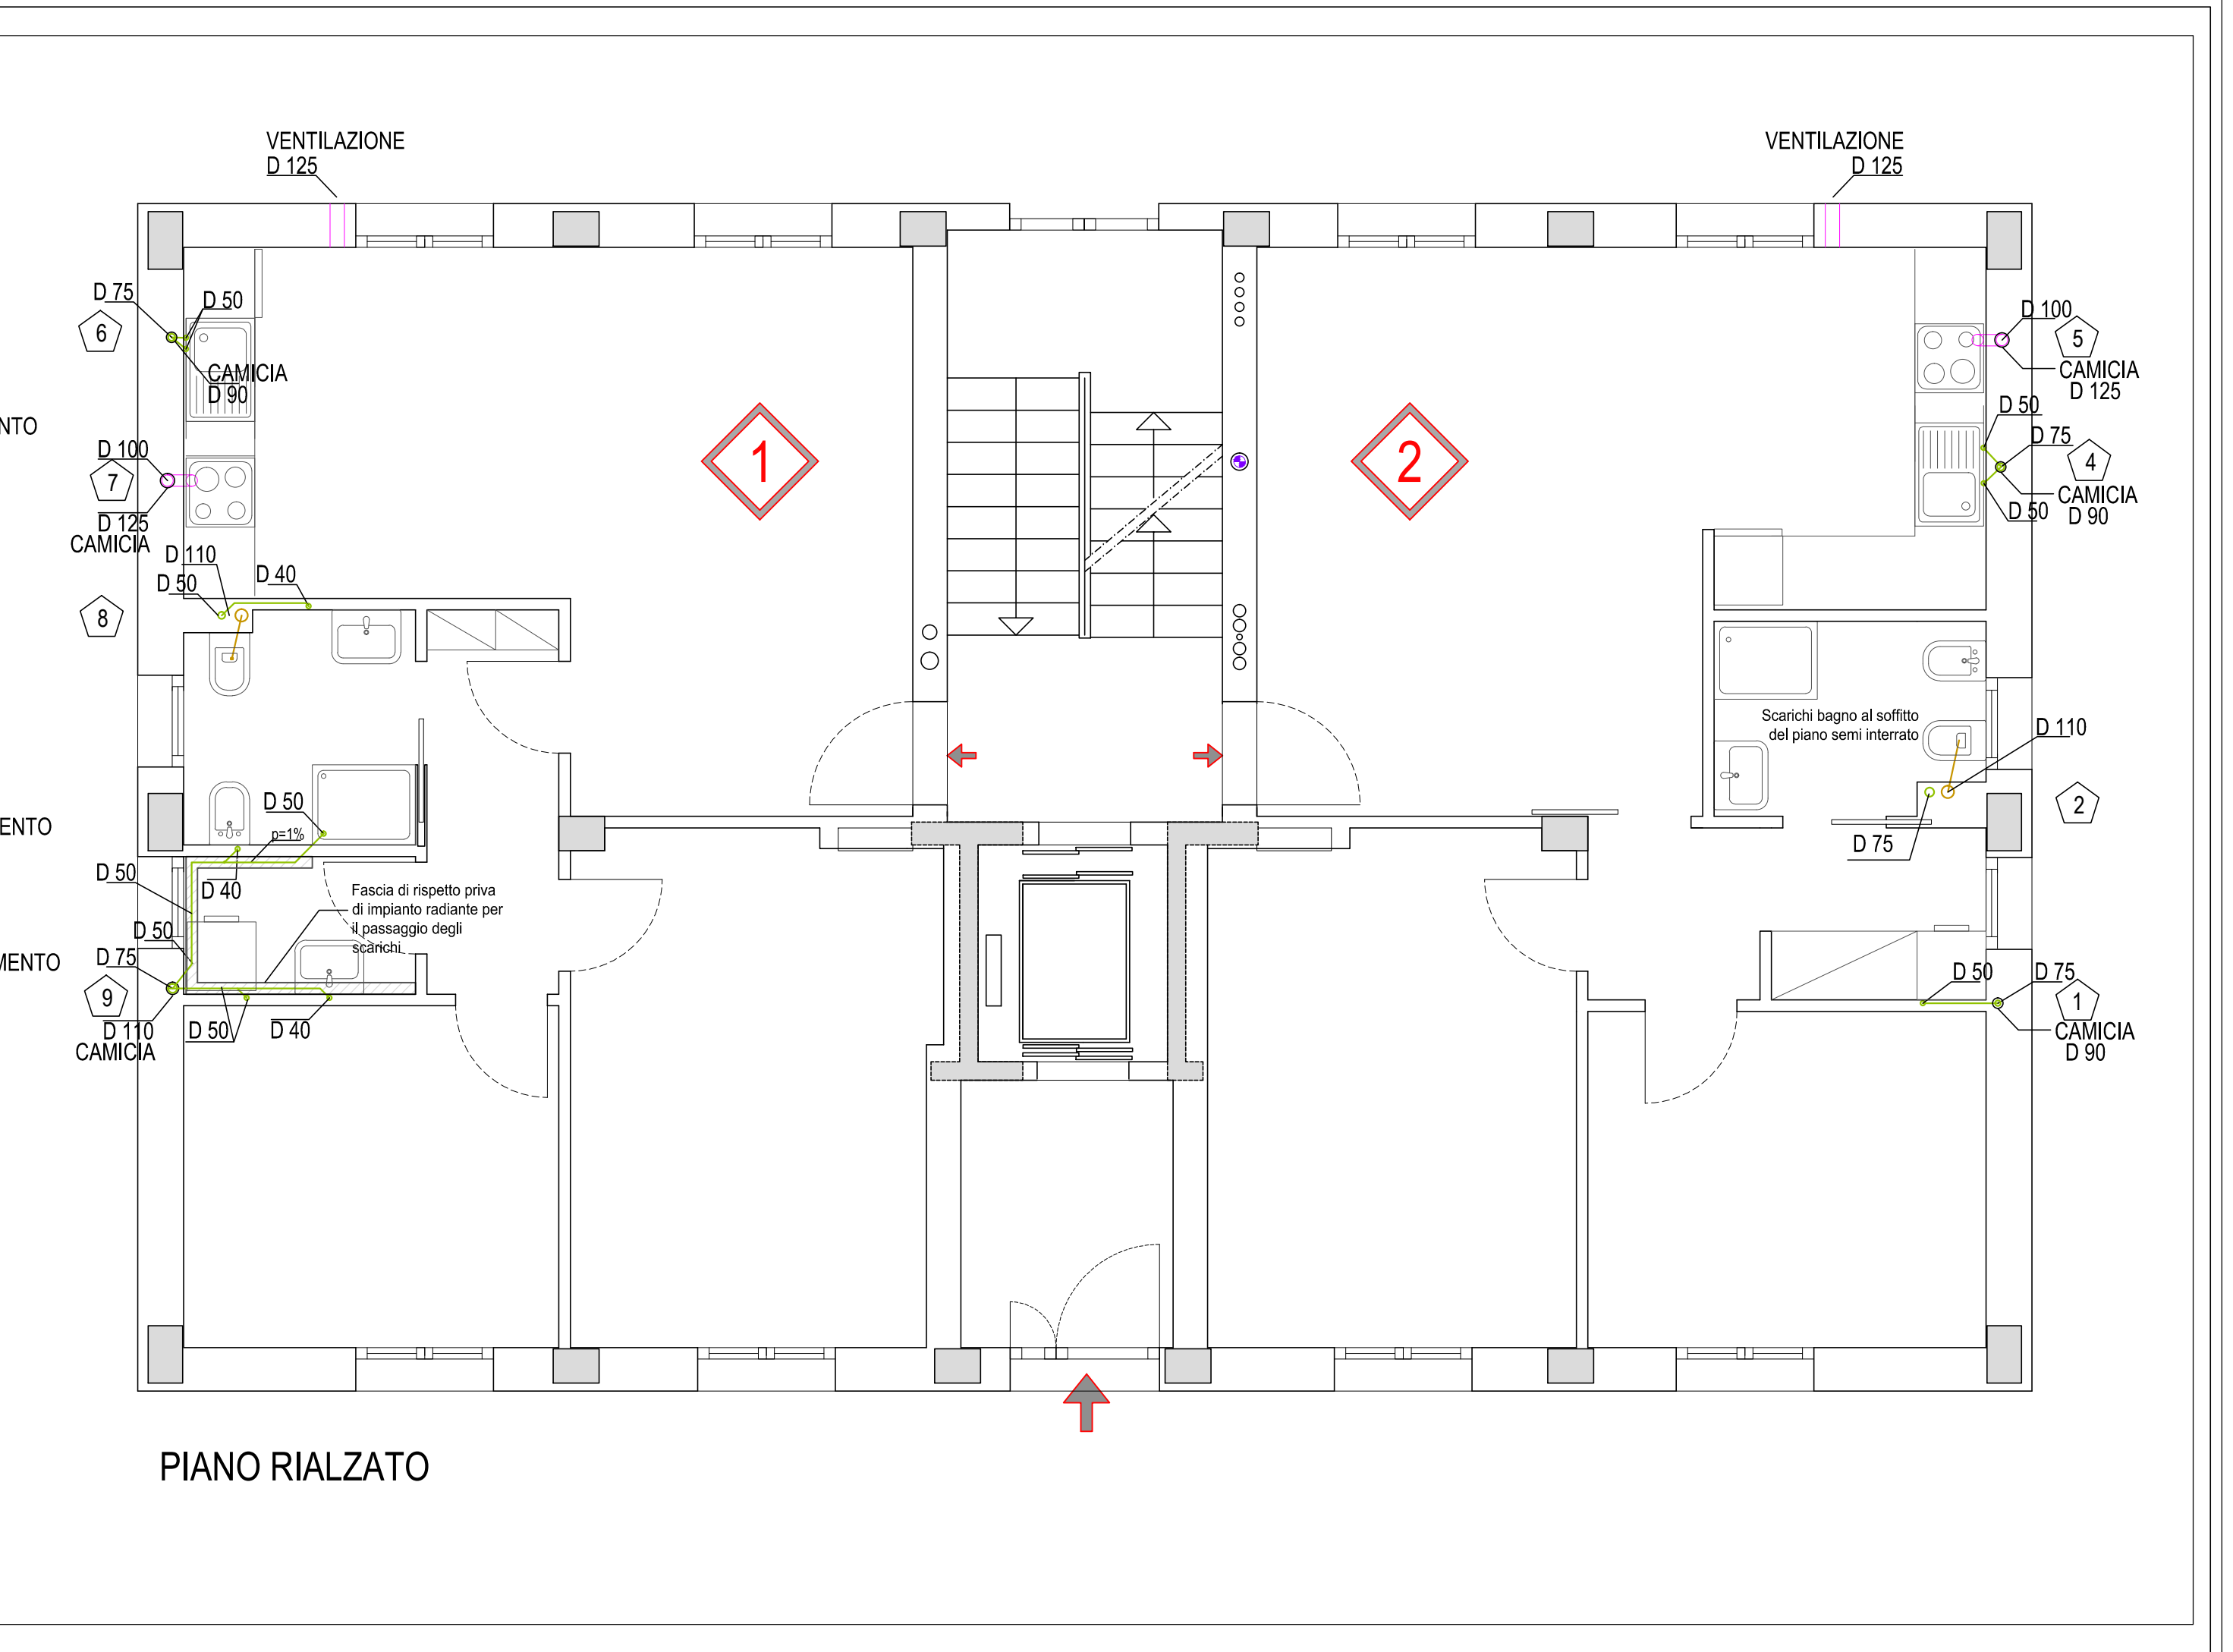 VENTILAZIONE
D 125
VENTILAZIONE
D 125
D 75
D 50
6
CAMICIA
D 90
NTO
D 100
7
D 125
CAMICIA
D 110
D 50
D 40
8
1
2
D 100
5
CAMICIA
D 125
D 50
D 75
4
CAMICIA
D 90
D 50
Scarichi bagno al soffitto
del piano semi interrato
D 110
2
D 75
ENTO
D 50
p=1%
D 50
D 40
Fascia di rispetto priva
di impianto radiante per
il passaggio degli
scarichi
D 50
MENTO
D 75
9
D 110
CAMICIA
D 50
D 40
D 50
D 75
1
CAMICIA
D 90
PIANO RIALZATO